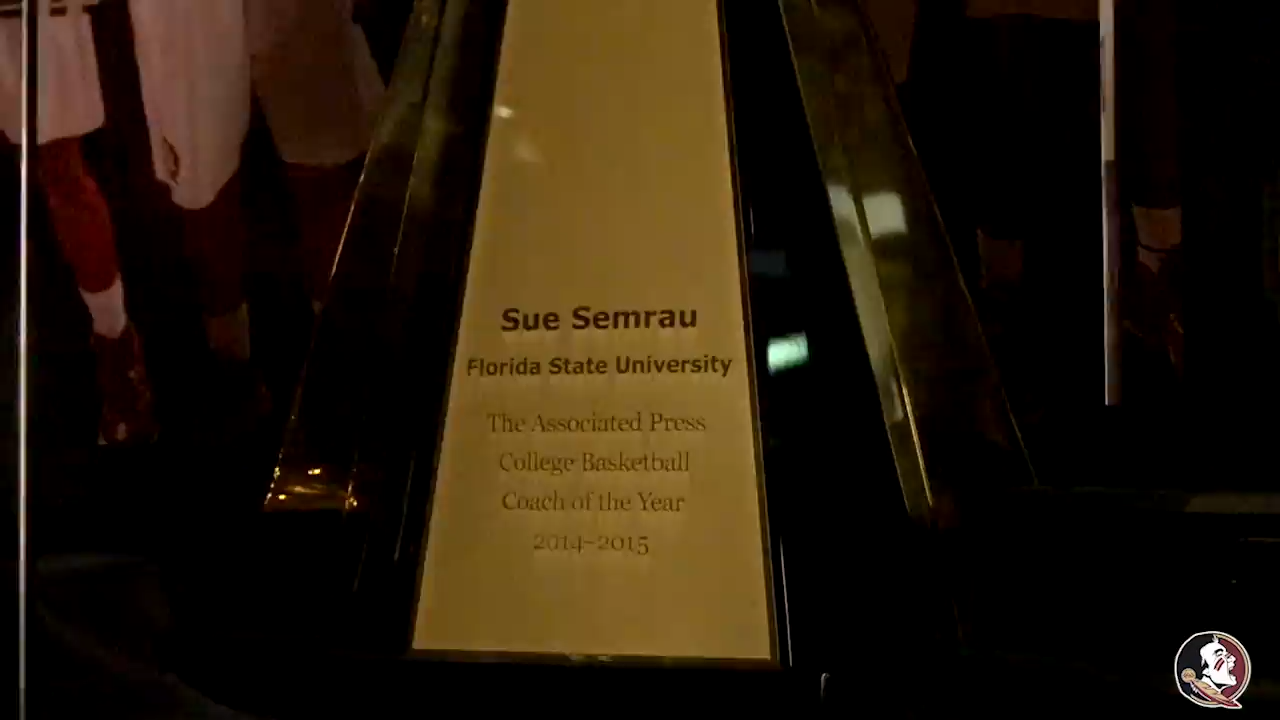 Sue Semrau
Florida State University
The Associated Press
College Basketball
Coach of the Year
2014-2015